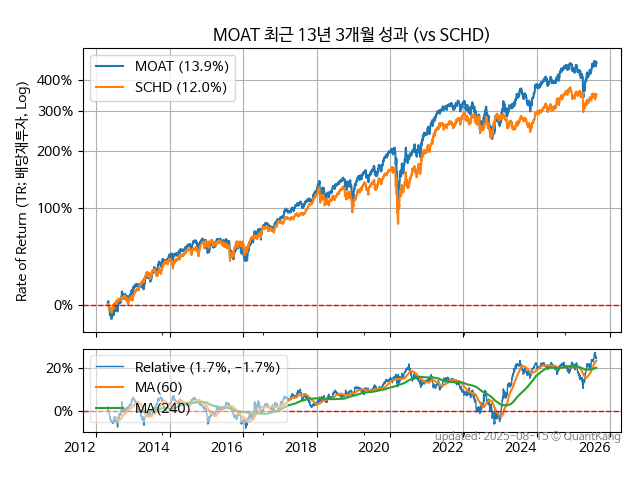 MOAT 최근 13년 3개월 성과 (vs SCHD)
Rate of Return (TR: 배당재투자, Log)
MOAT (13.9%)
SCHD (12.0%)
400%
300%
200%
100%
0%
Relative (1.7%, -1.7%)
MA(60)
MA(240)
20%
0%
2012 2014 2016 2018 2020 2022 2024 2026
updated: 2025-08-15 © QuantKang